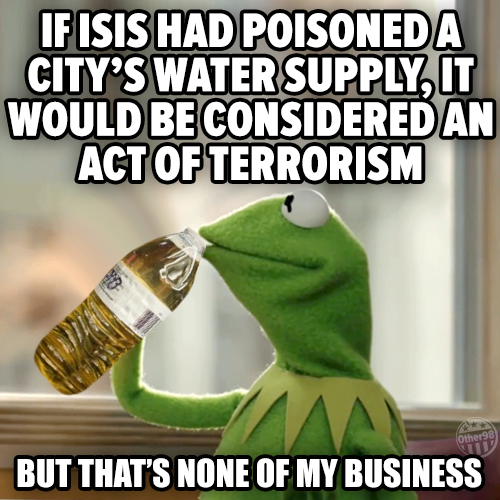 IF ISIS HAD POISONED A
CITY'S WATER SUPPLY, IT
WOULD BE CONSIDERED AN
ACT OF TERRORISM
Other98
BUT THAT'S NONE OF MY BUSINESS